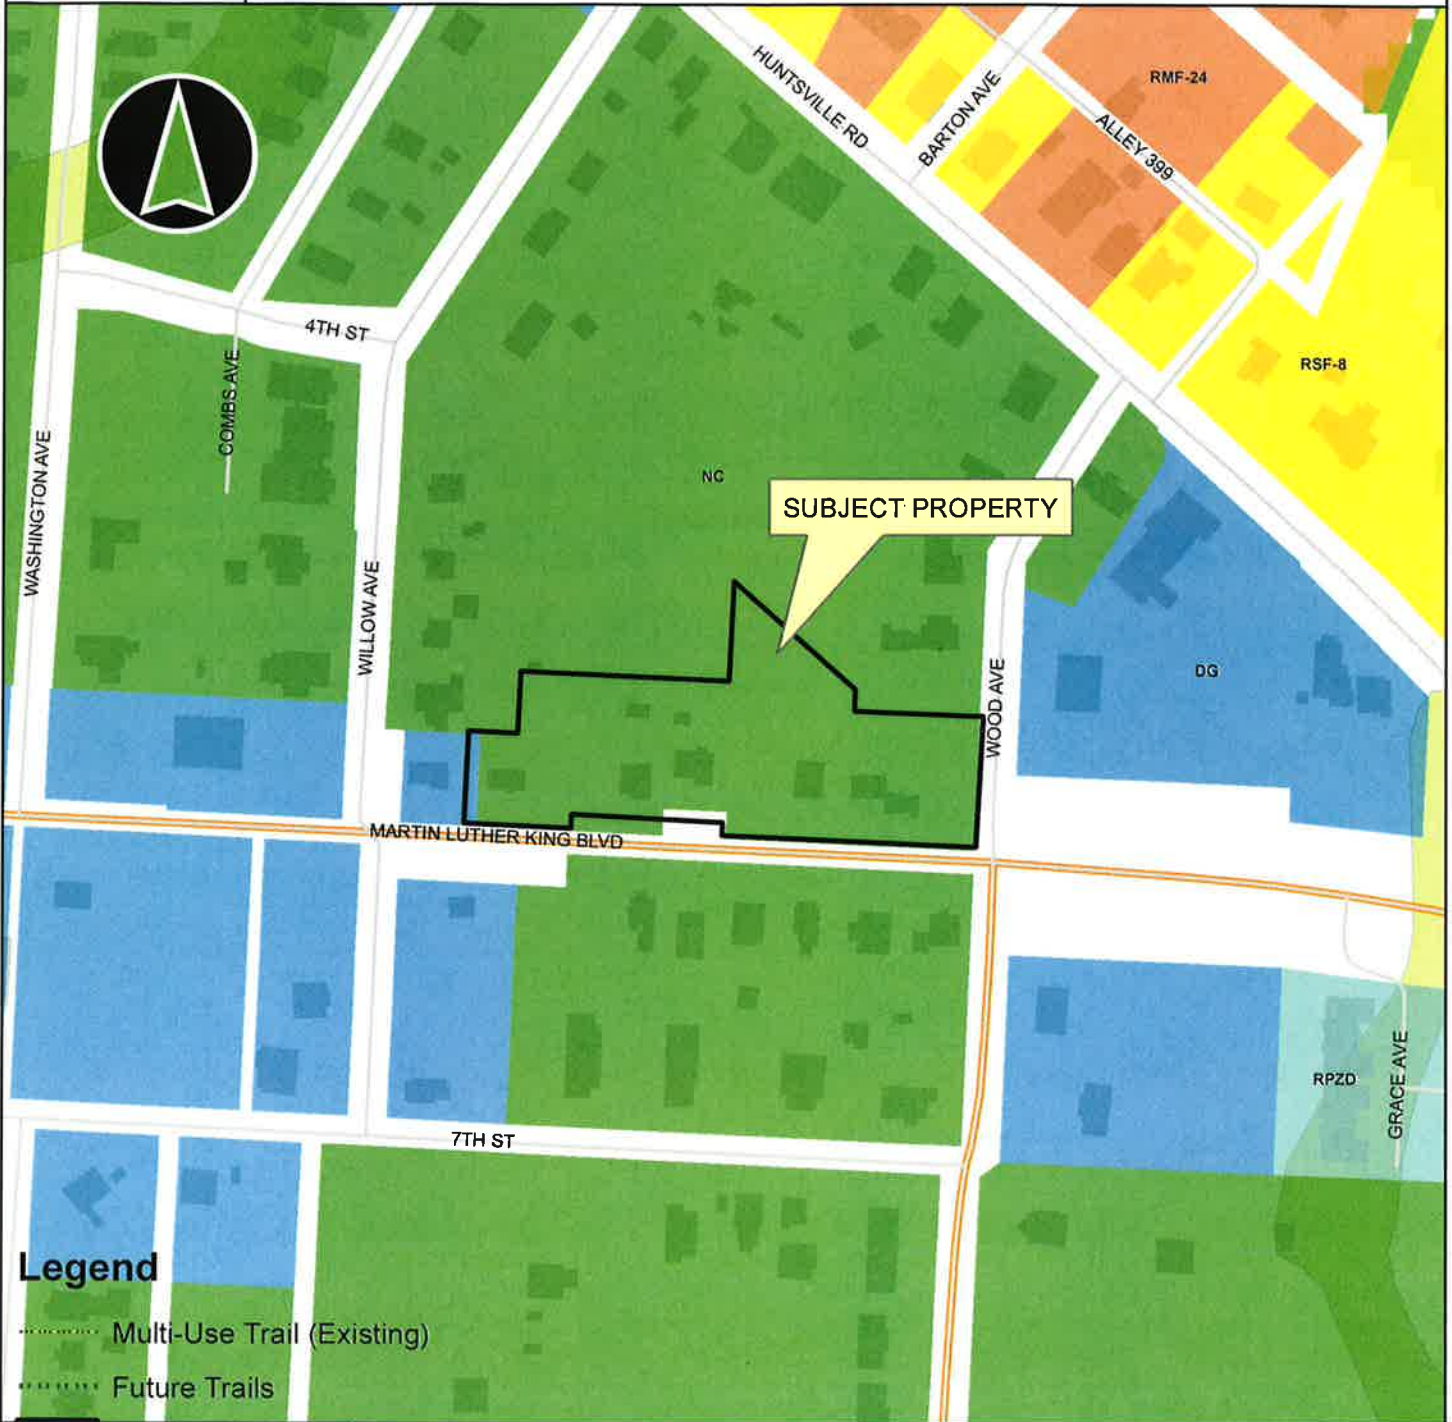 HUNTSVILLE RD
BARTON AVE
RMF-24
ALLEY 399
4TH ST
COMBS AVE
RSF-8
WASHINGTON AVE
NC
SUBJECT PROPERTY
WILLOW AVE
WOOD AVE
DG
MARTIN LUTHER KING BLVD
RPZD
GRACE AVE
7TH ST
Legend
Multi-Use Trail (Existing)
Future Trails